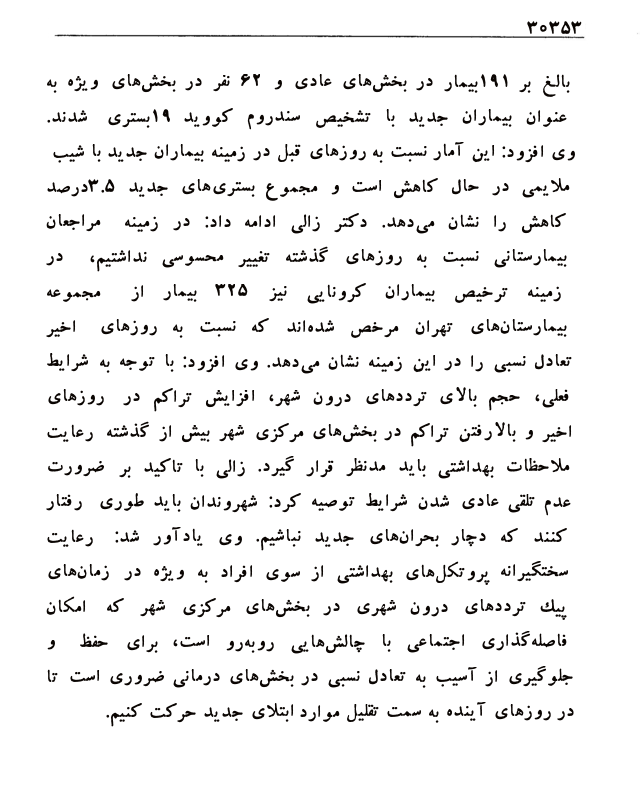 ۳۰۳۵۳
بالغ بر ۱۹۱بیمار در بخش‌های عادی و ۶۲ نفر در بخش‌های ویژه به
عنوان بیماران جدید با تشخیص سندروم کووید ۱۹بستری شدند.
وی افزود: این آمار نسبت به روزهای قبل در زمینه بیماران جدید با شیب
ملایمی در حال کاهش است و مجموع بستری‌های جدید ۳.۵درصد
کاهش را نشان می‌دهد. دکتر زالی ادامه داد: در زمینه مراجعان
بیمارستانی نسبت به روزهای گذشته تغییر محسوسی نداشتیم، در
زمینه ترخیص بیماران کرونایی نیز ۳۲۵ بیمار از مجموعه
بیمارستان‌های تهران مرخص شده‌اند که نسبت به روزهای اخیر
تعادل نسبی را در این زمینه نشان می‌دهد. وی افزود: با توجه به شرایط
فعلی، حجم بالای ترددهای درون شهر، افزایش تراکم در روزهای
اخیر و بالارفتن تراکم در بخش‌های مرکزی شهر بیش از گذشته رعایت
ملاحظات بهداشتی باید مدنظر قرار گیرد. زالی با تاکید بر ضرورت
عدم تلقی عادی شدن شرایط توصیه کرد: شهروندان باید طوری رفتار
کنند که دچار بحران‌های جدید نباشیم. وی یادآور شد: رعایت
سختگیرانه پروتکل‌های بهداشتی از سوی افراد به ویژه در زمان‌های
پیك ترددهای درون شهری در بخش‌های مرکزی شهر که امکان
فاصله‌گذاری اجتماعی با چالش‌هایی روبه‌رو است، برای حفظ و
جلوگیری از آسیب به تعادل نسبی در بخش‌های درمانی ضروری است تا
در روزهای آینده به سمت تقلیل موارد ابتلای جدید حرکت کنیم.